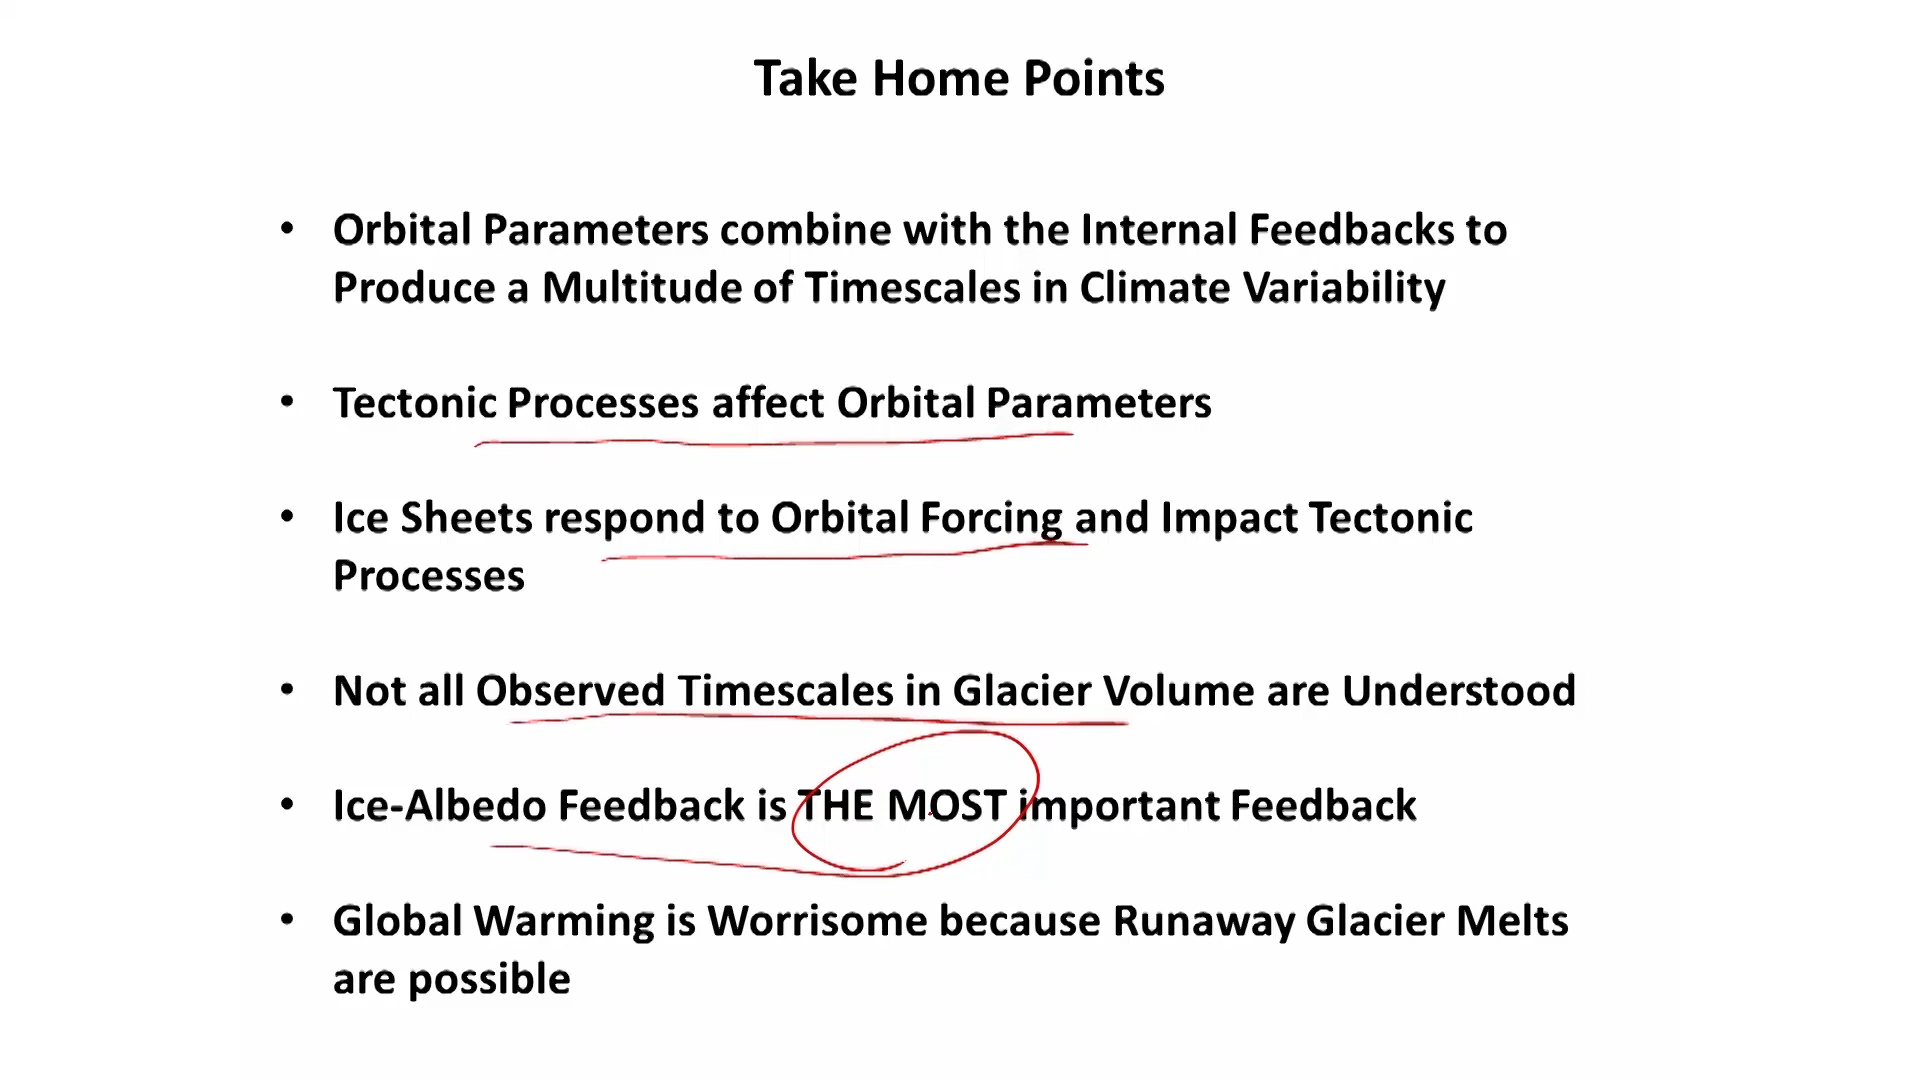 Take Home Points
• Orbital Parameters combine with the Internal Feedbacks to
Produce a Multitude of Timescales in Climate Variability
• Tectonic Processes affect Orbital Parameters
• Ice Sheets respond to Orbital Forcing and Impact Tectonic
Processes
• Not all Observed Timescales in Glacier Volume are Understood
• Ice-Albedo Feedback is THE MOST important Feedback
• Global Warming is Worrisome because Runaway Glacier Melts
are possible